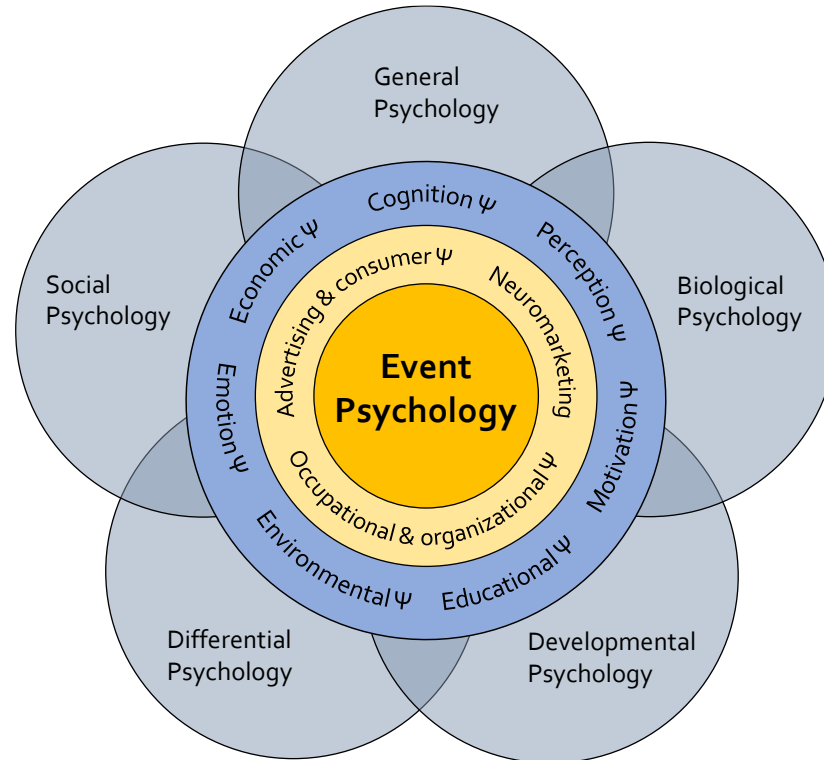 General
Psychology
Cognition Ψ
Economic Ψ
Perception Ψ
Advertising & consumer Ψ
Neuromarketing
Social
Psychology
Biological
Psychology
Event
Psychology
Emotion Ψ
Motivation Ψ
Occupational & organizational Ψ
Environmental Ψ
Educational Ψ
Differential
Psychology
Developmental
Psychology